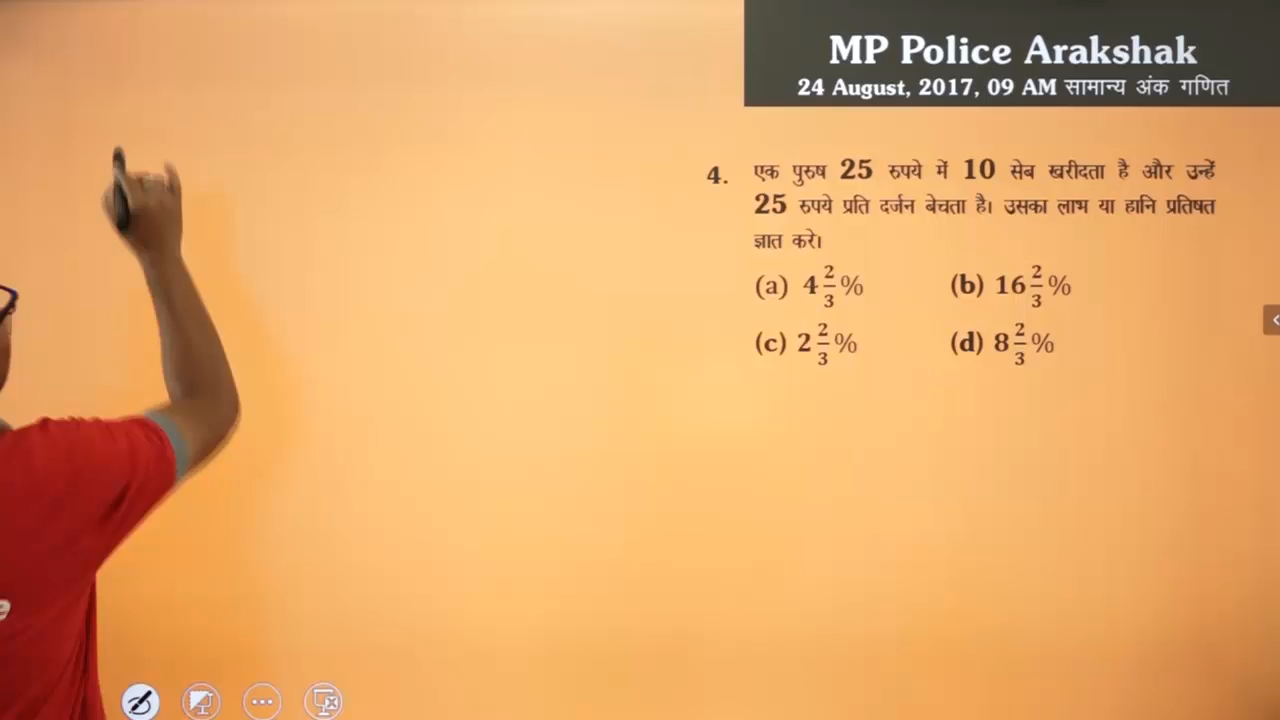 MP Police Arakshak
24 August, 2017, 09 AM सामान्य अंक गणित
4. एक पुरुष 25 रुपये में 10 सेब खरीदता है और उन्हें
25 रुपये प्रति दर्जन बेचता है। उसका लाभ या हानि प्रतिषत
ज्ञात करे।
(a) 4 2/3 % (b) 16 2/3 %
(c) 2 2/3 % (d) 8 2/3 %
e